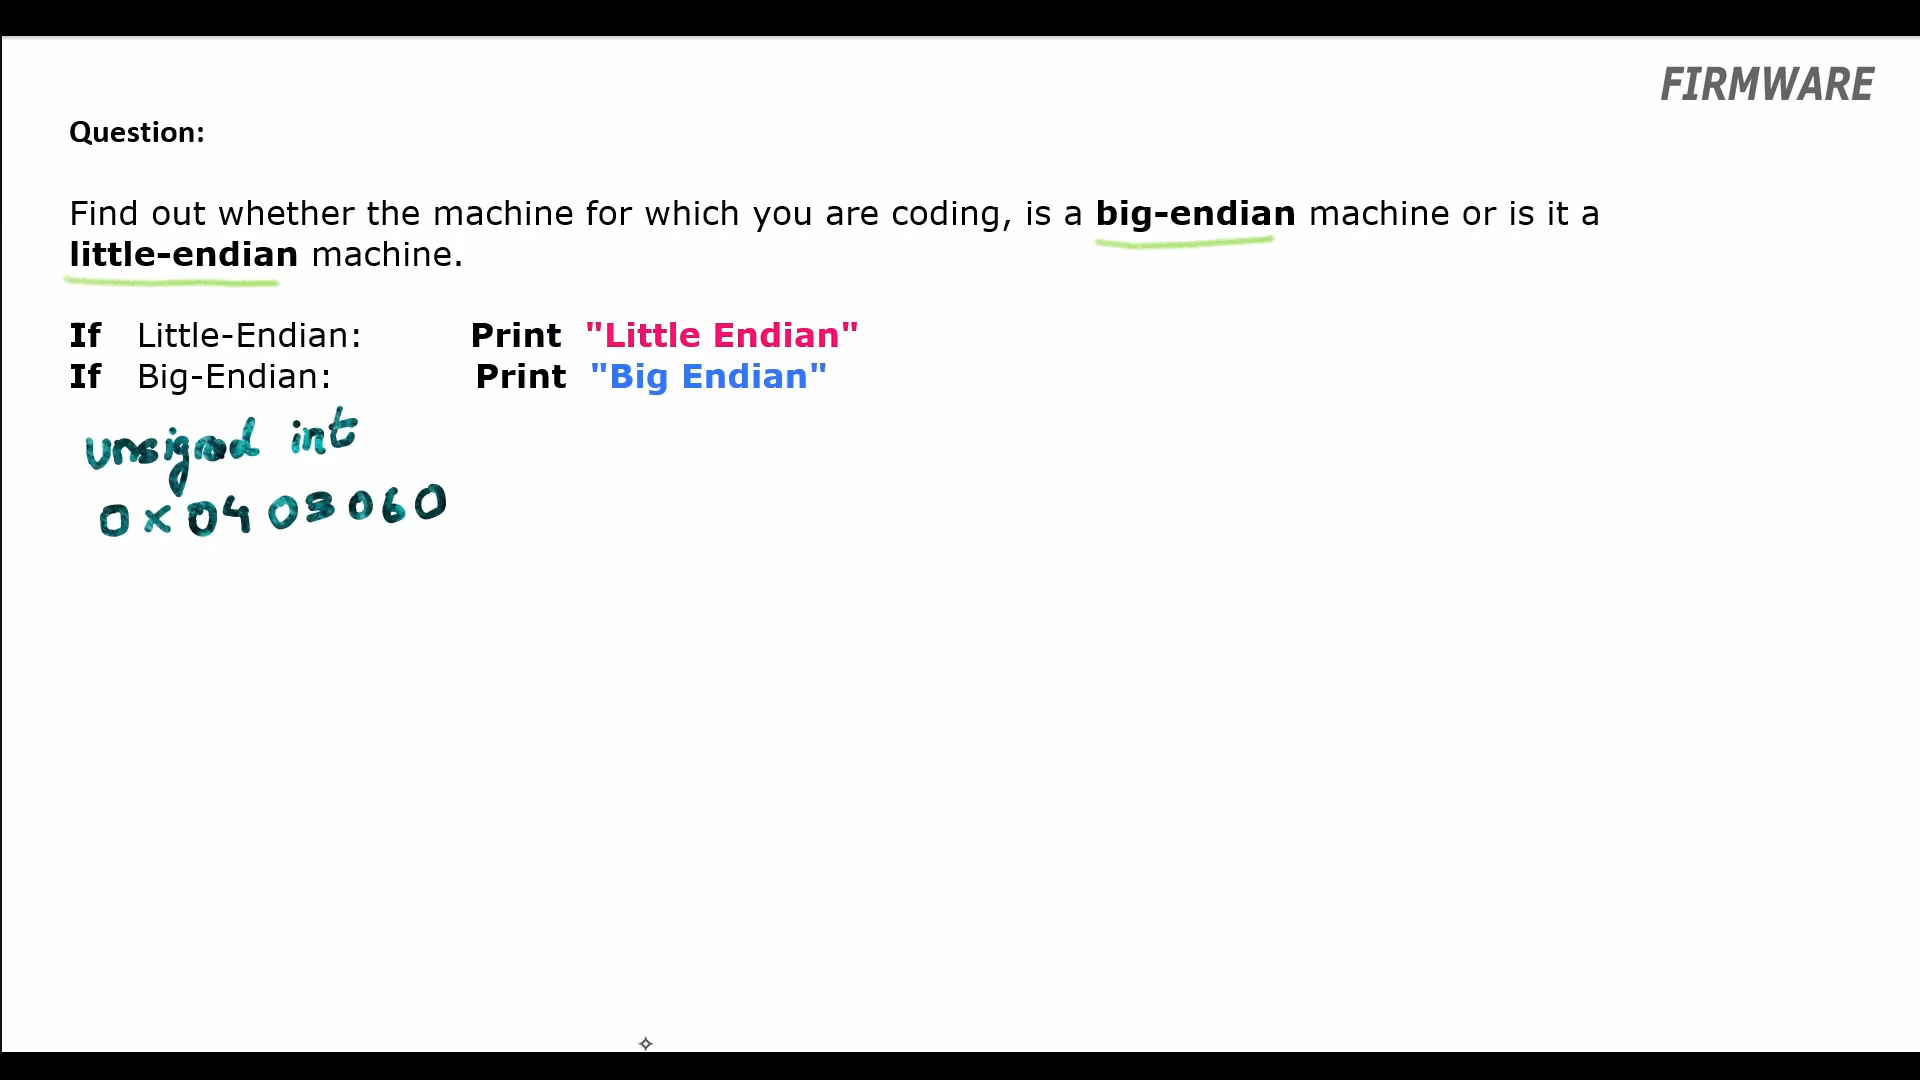 FIRMWARE
Question:
Find out whether the machine for which you are coding, is a big-endian machine or is it a
little-endian machine.
If Little-Endian: Print "Little Endian"
If Big-Endian: Print "Big Endian"
unsigned int
0x0403060